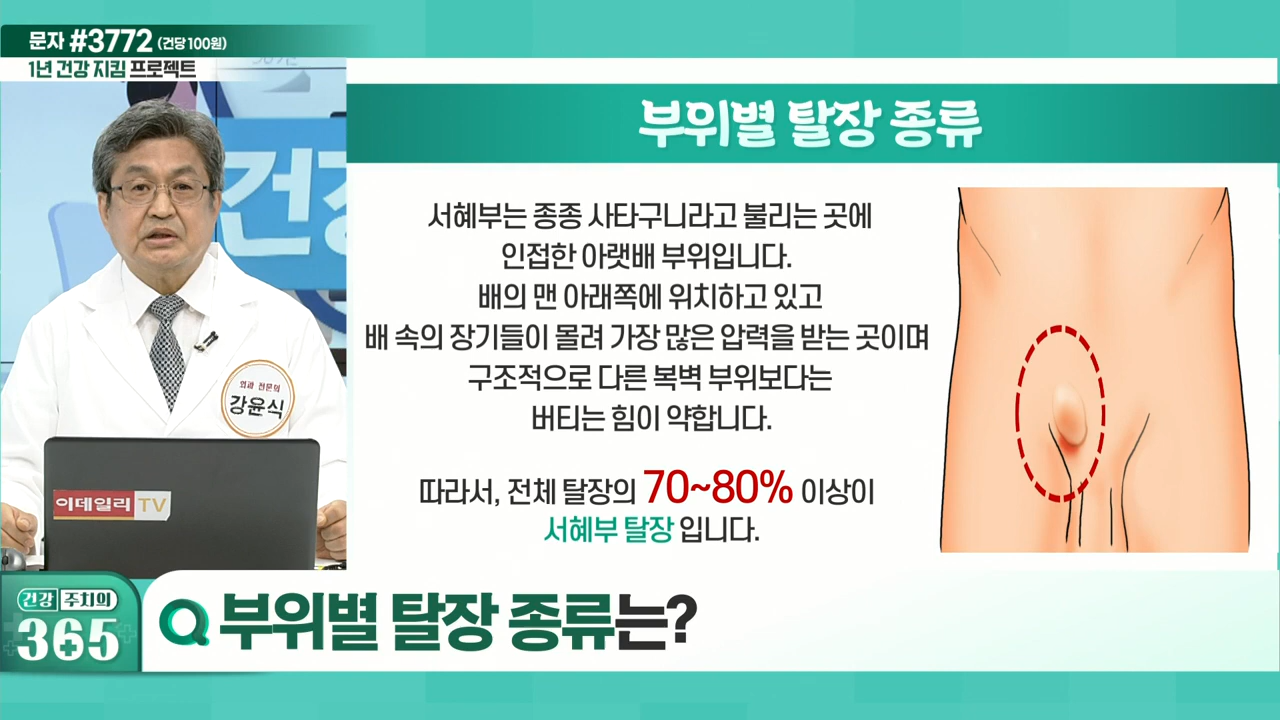 문자 #3772 (건당 100원)
1년 건강 지킴 프로젝트
건강
부위별 탈장 종류
서혜부는 종종 사타구니라고 불리는 곳에
인접한 아랫배 부위입니다.
배의 맨 아래쪽에 위치하고 있고
배 속의 장기들이 몰려 가장 많은 압력을 받는 곳이며
구조적으로 다른 복벽 부위보다는
버티는 힘이 약합니다.
따라서, 전체 탈장의 70~80% 이상이
서혜부 탈장 입니다.
외과 전문의
강윤식
이데일리 TV
건강 주치의
365
Q 부위별 탈장 종류는?